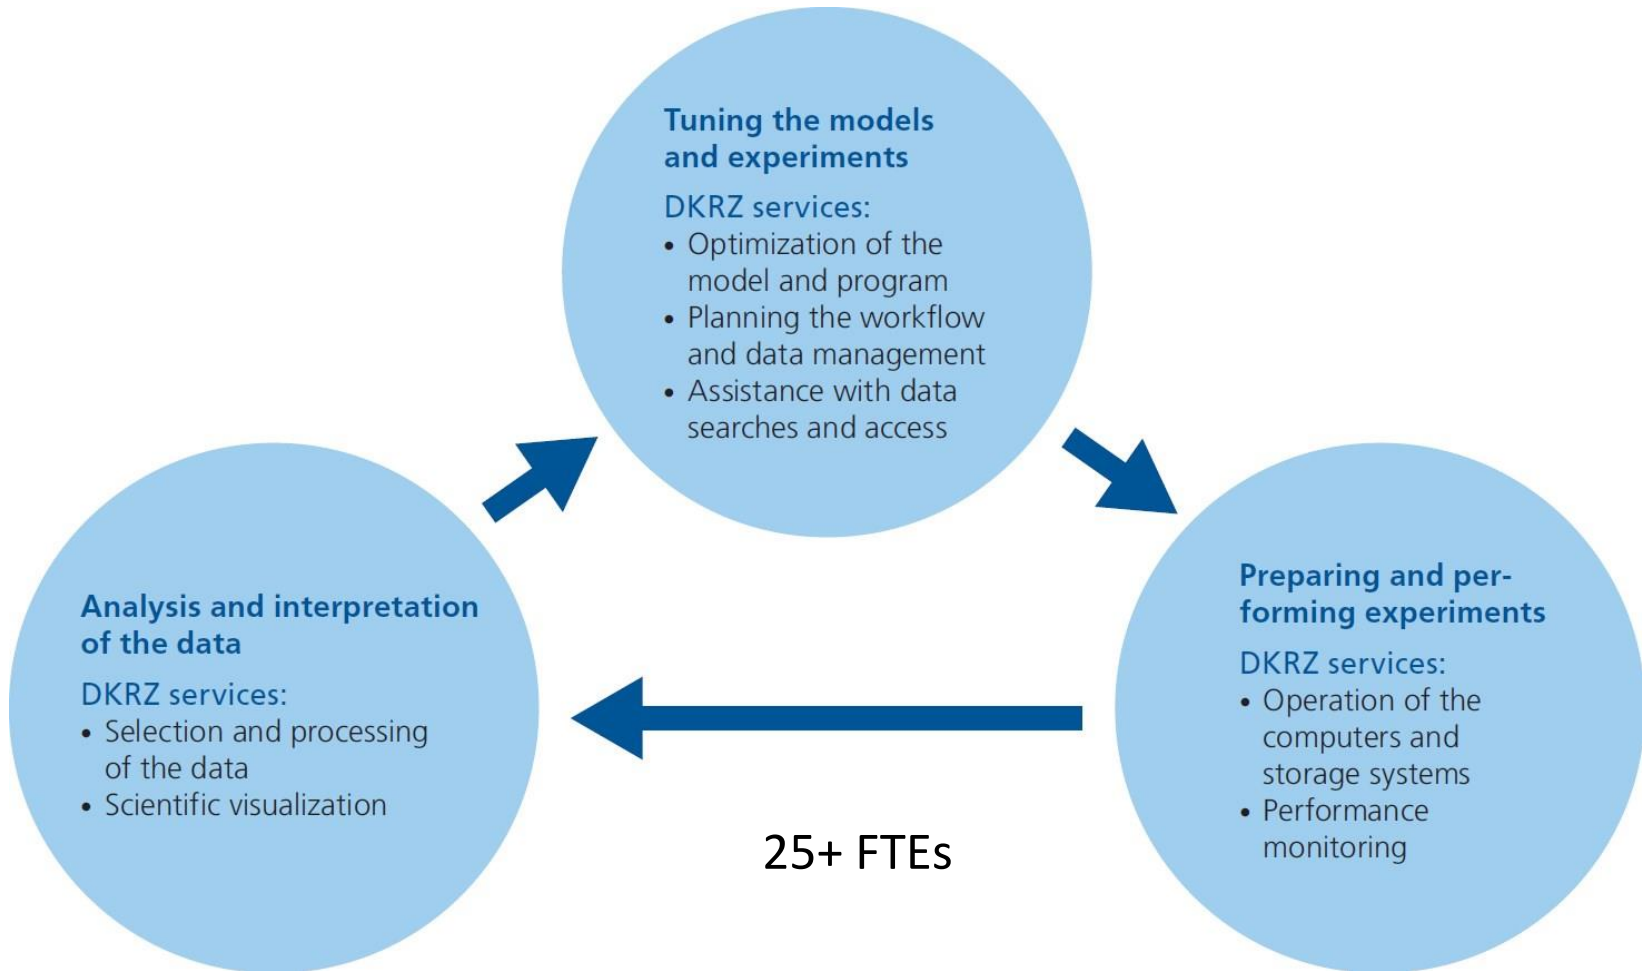 Tuning the models
and experiments
DKRZ services:
• Optimization of the
model and program
• Planning the workflow
and data management
• Assistance with data
searches and access
Analysis and interpretation
of the data
DKRZ services:
• Selection and processing
of the data
• Scientific visualization
Preparing and per-
forming experiments
DKRZ services:
• Operation of the
computers and
storage systems
• Performance
monitoring
25+ FTEs